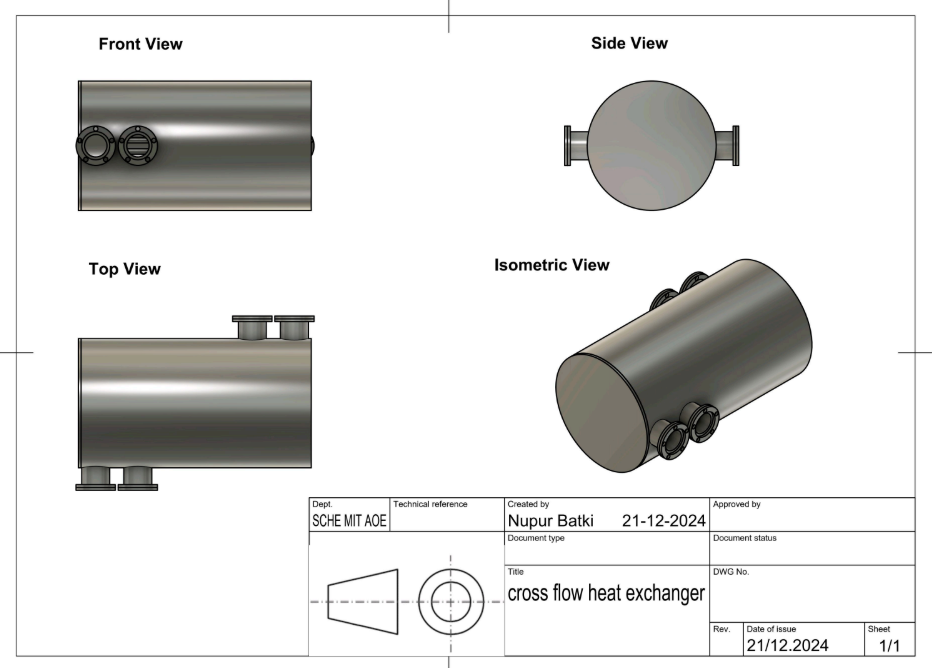 Front View
Side View
Top View
Isometric View
Dept.
SCHE MIT AOE
Technical reference
Created by
Nupur Batki 21-12-2024
Approved by
Document type
Document status
Title
cross flow heat exchanger
DWG No.
Rev.
Date of issue
21/12.2024
Sheet
1/1